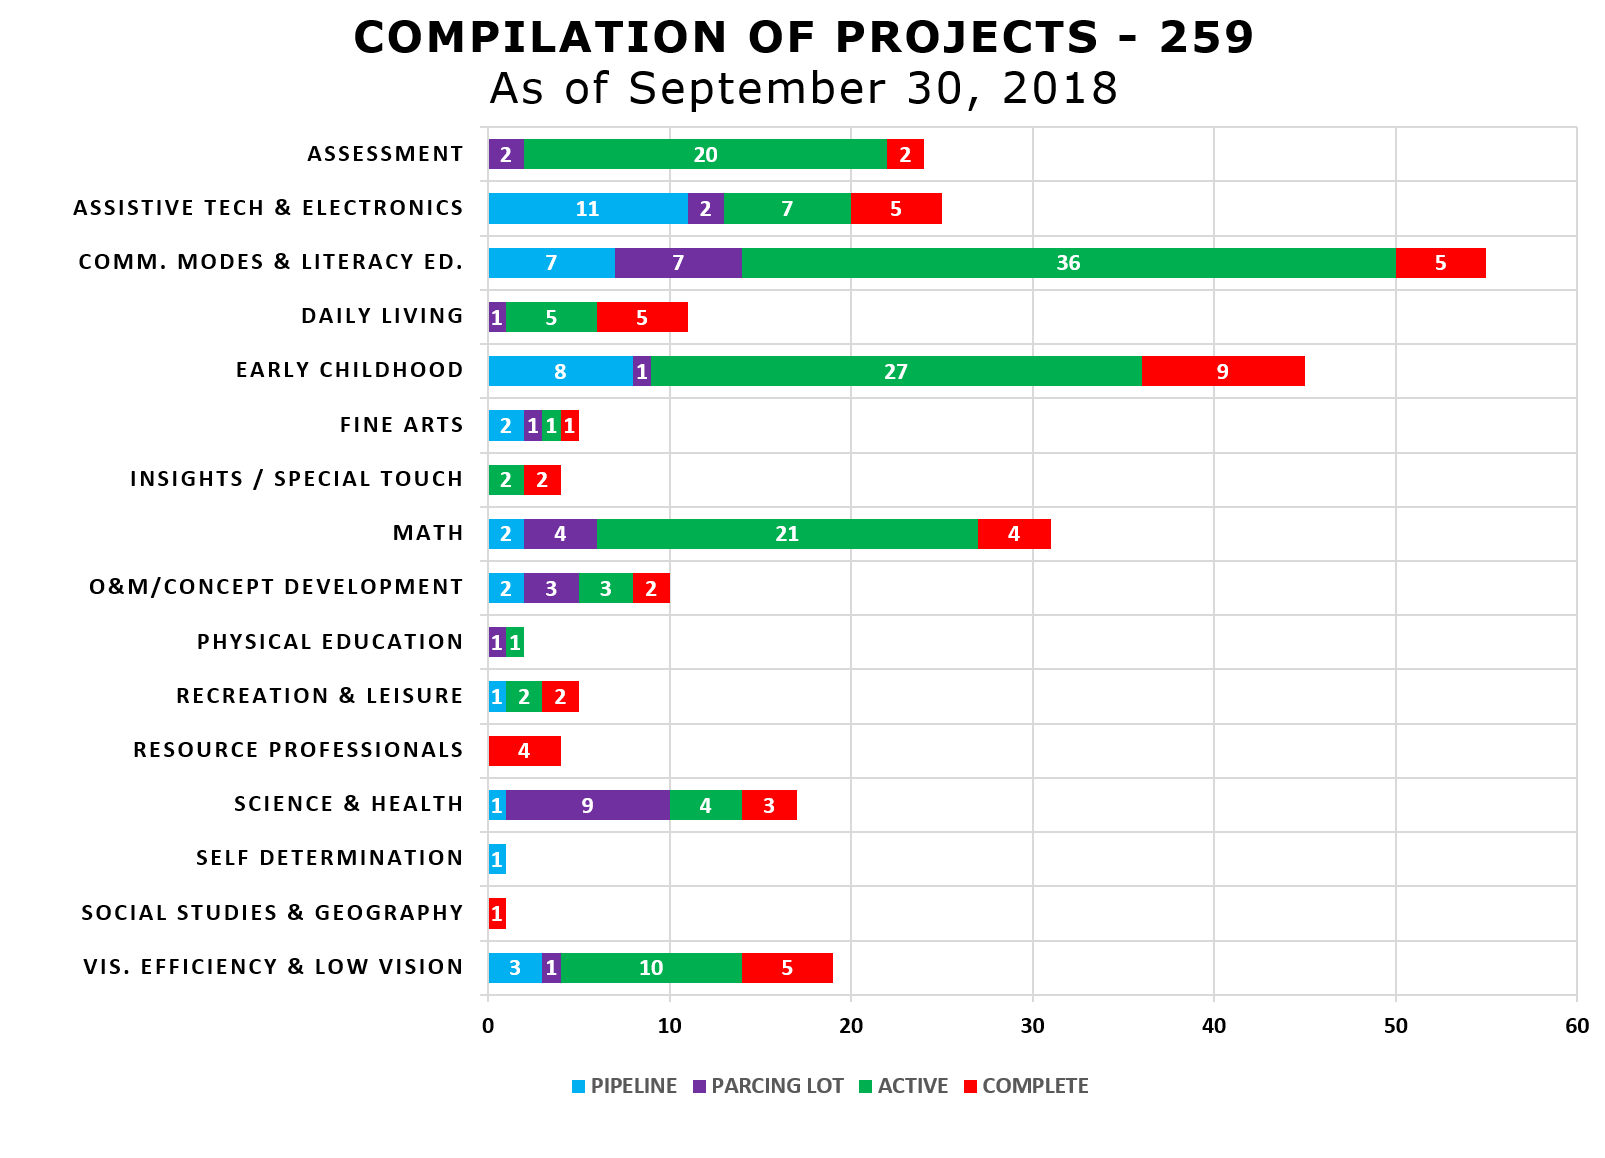 COMPILATION OF PROJECTS - 259
As of September 30, 2018
ASSESSMENT 2 20 2
ASSISTIVE TECH & ELECTRONICS 11 2 7 5
COMM. MODES & LITERACY ED. 7 7 36 5
DAILY LIVING 1 5 5
EARLY CHILDHOOD 8 1 27 9
FINE ARTS 2 1 1 1
INSIGHTS / SPECIAL TOUCH 2 2
MATH 2 4 21 4
O&M/CONCEPT DEVELOPMENT 2 3 3 2
PHYSICAL EDUCATION 1 1
RECREATION & LEISURE 1 2 2
RESOURCE PROFESSIONALS 4
SCIENCE & HEALTH 1 9 4 3
SELF DETERMINATION 1
SOCIAL STUDIES & GEOGRAPHY 1
VIS. EFFICIENCY & LOW VISION 3 1 10 5
0 10 20 30 40 50 60
PIPELINE PARCING LOT ACTIVE COMPLETE